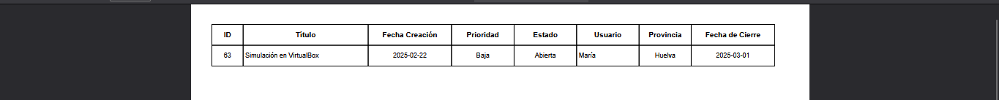 ID Título Fecha Creación Prioridad Estado Usuario Provincia Fecha de Cierre
63 Simulación en VirtualBox 2025-02-22 Baja Abierta María Huelva 2025-03-01